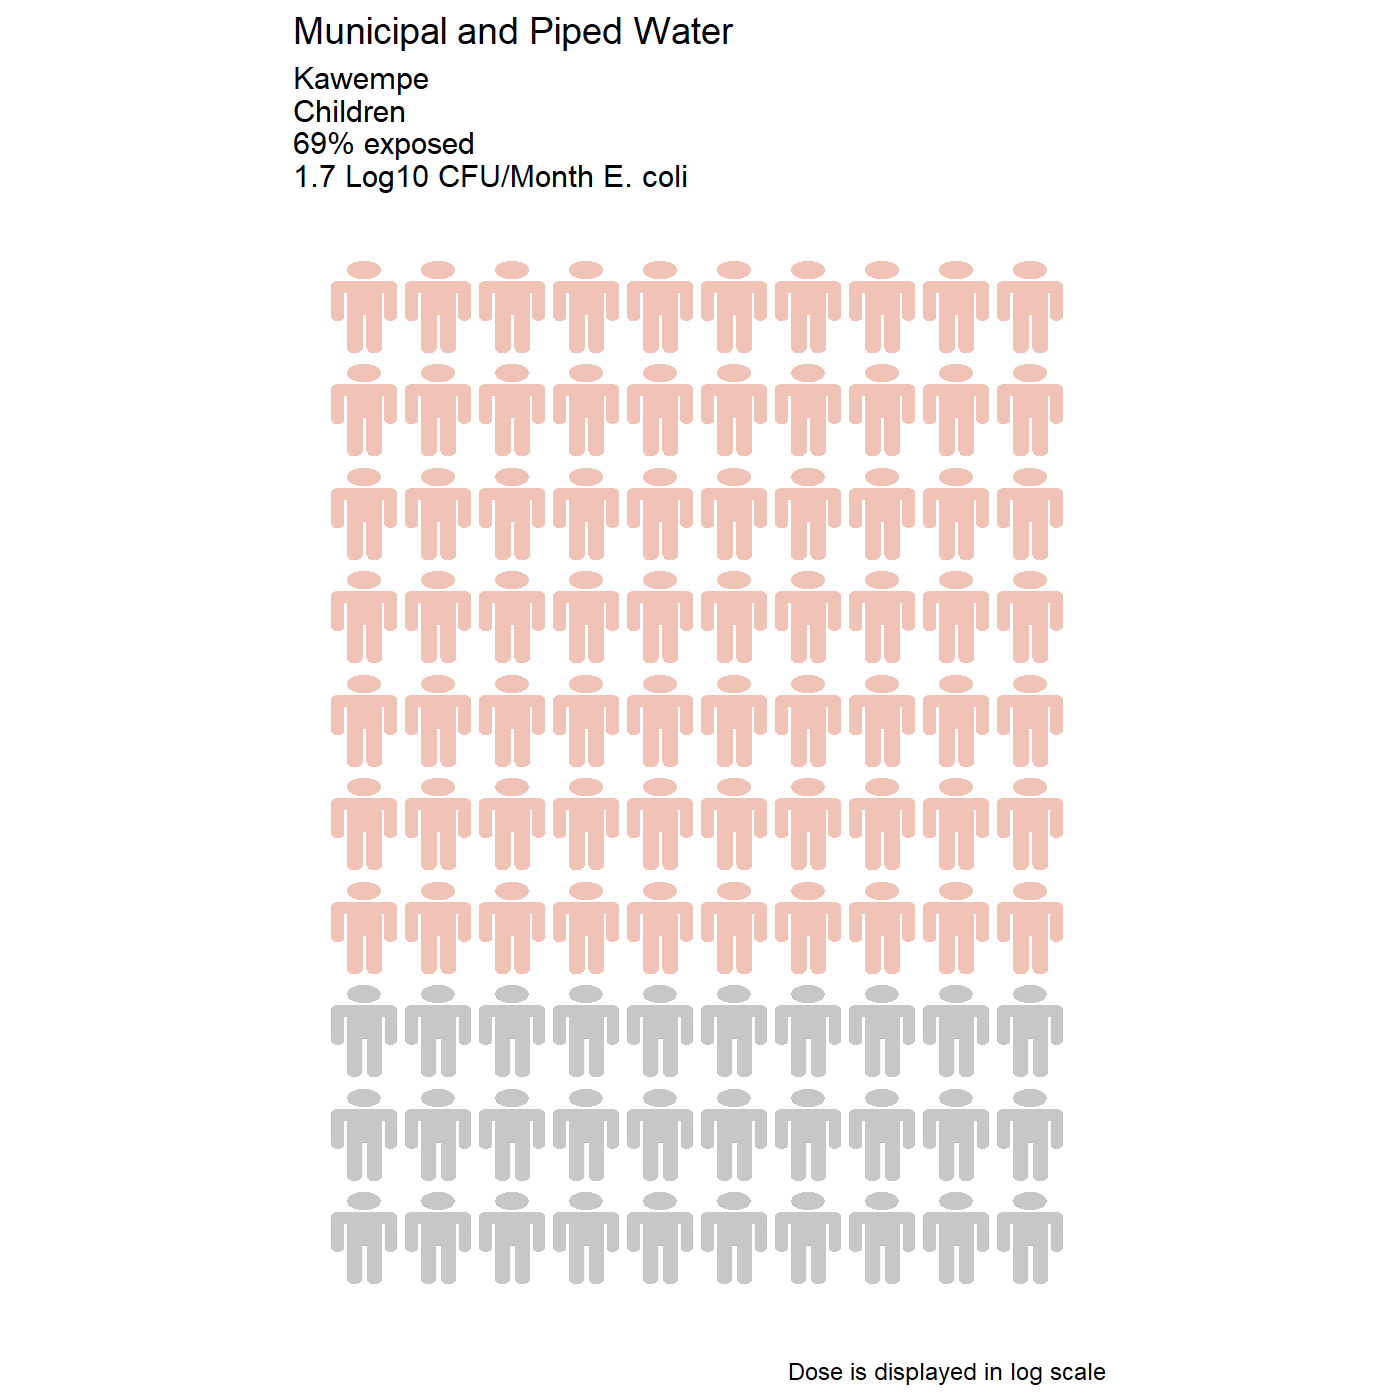 Municipal and Piped Water
Kawempe
Children
69% exposed
1.7 Log10 CFU/Month E. coli
Dose is displayed in log scale